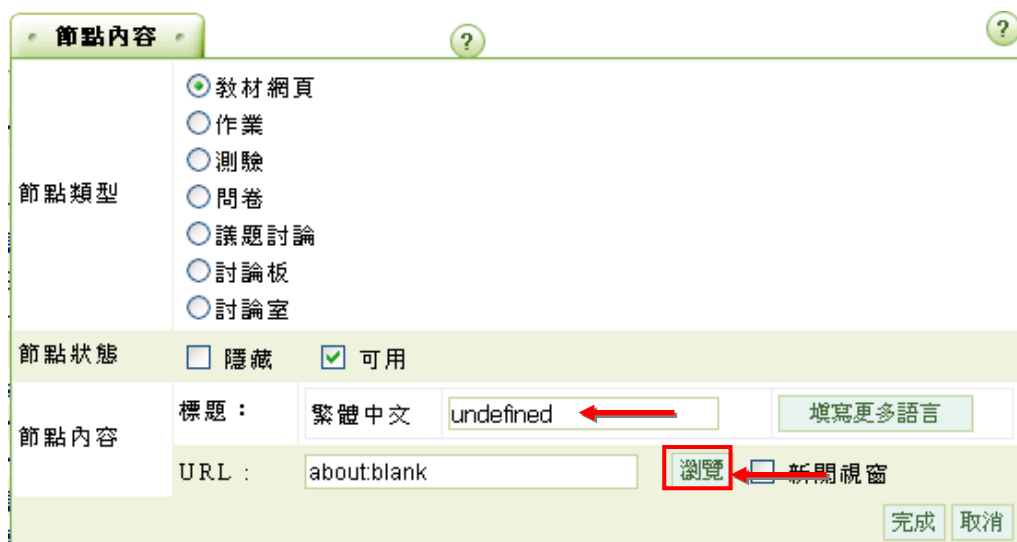 節點內容
?
?
節點類型
教材網頁
作業
測驗
問卷
議題討論
討論板
討論室
節點狀態 隱藏 可用
節點內容
標題： 繁體中文 undefined 填寫更多語言
URL： about:blank 瀏覽 新開視窗
完成 取消